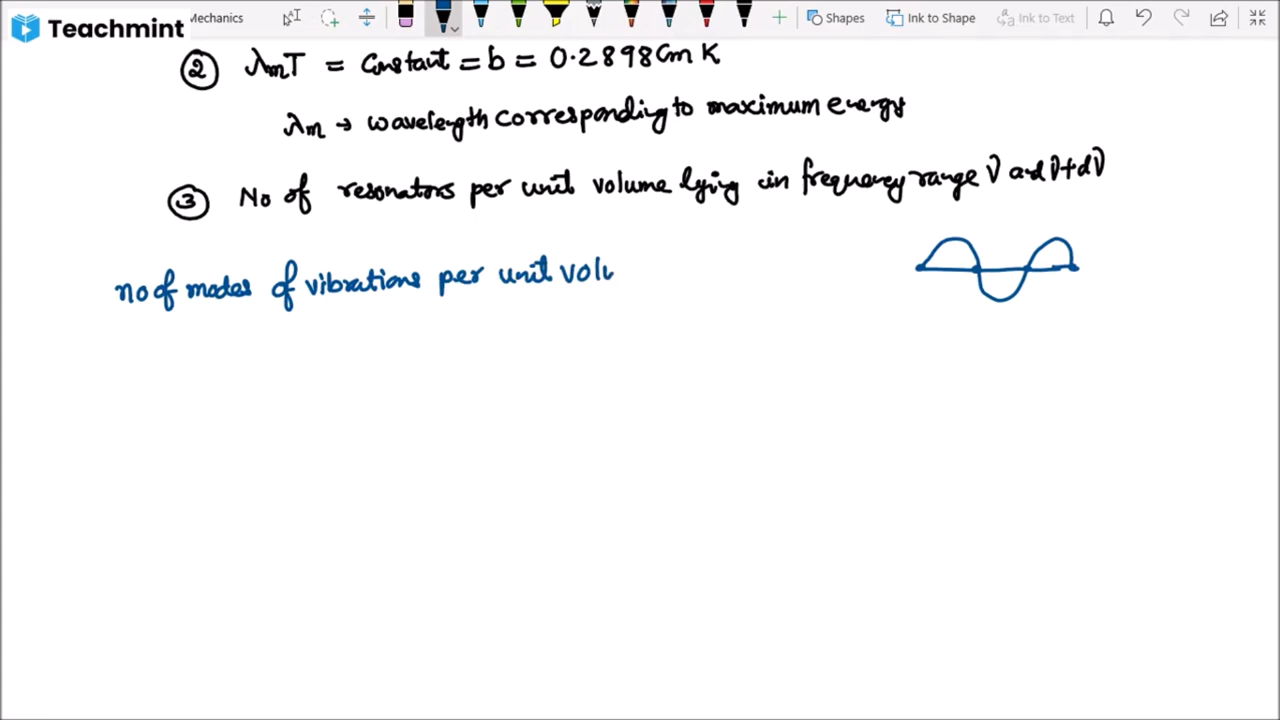 Teachmint
Mechanics
Shapes
Ink to Shape
Ink to Text
② λmT = Constant = b = 0.2898 Cm K
λm → wavelength corresponding to maximum energy
③ No of resonators per unit volume lying in frequency range ν and ν+dν
no of modes of vibrations per unit volu